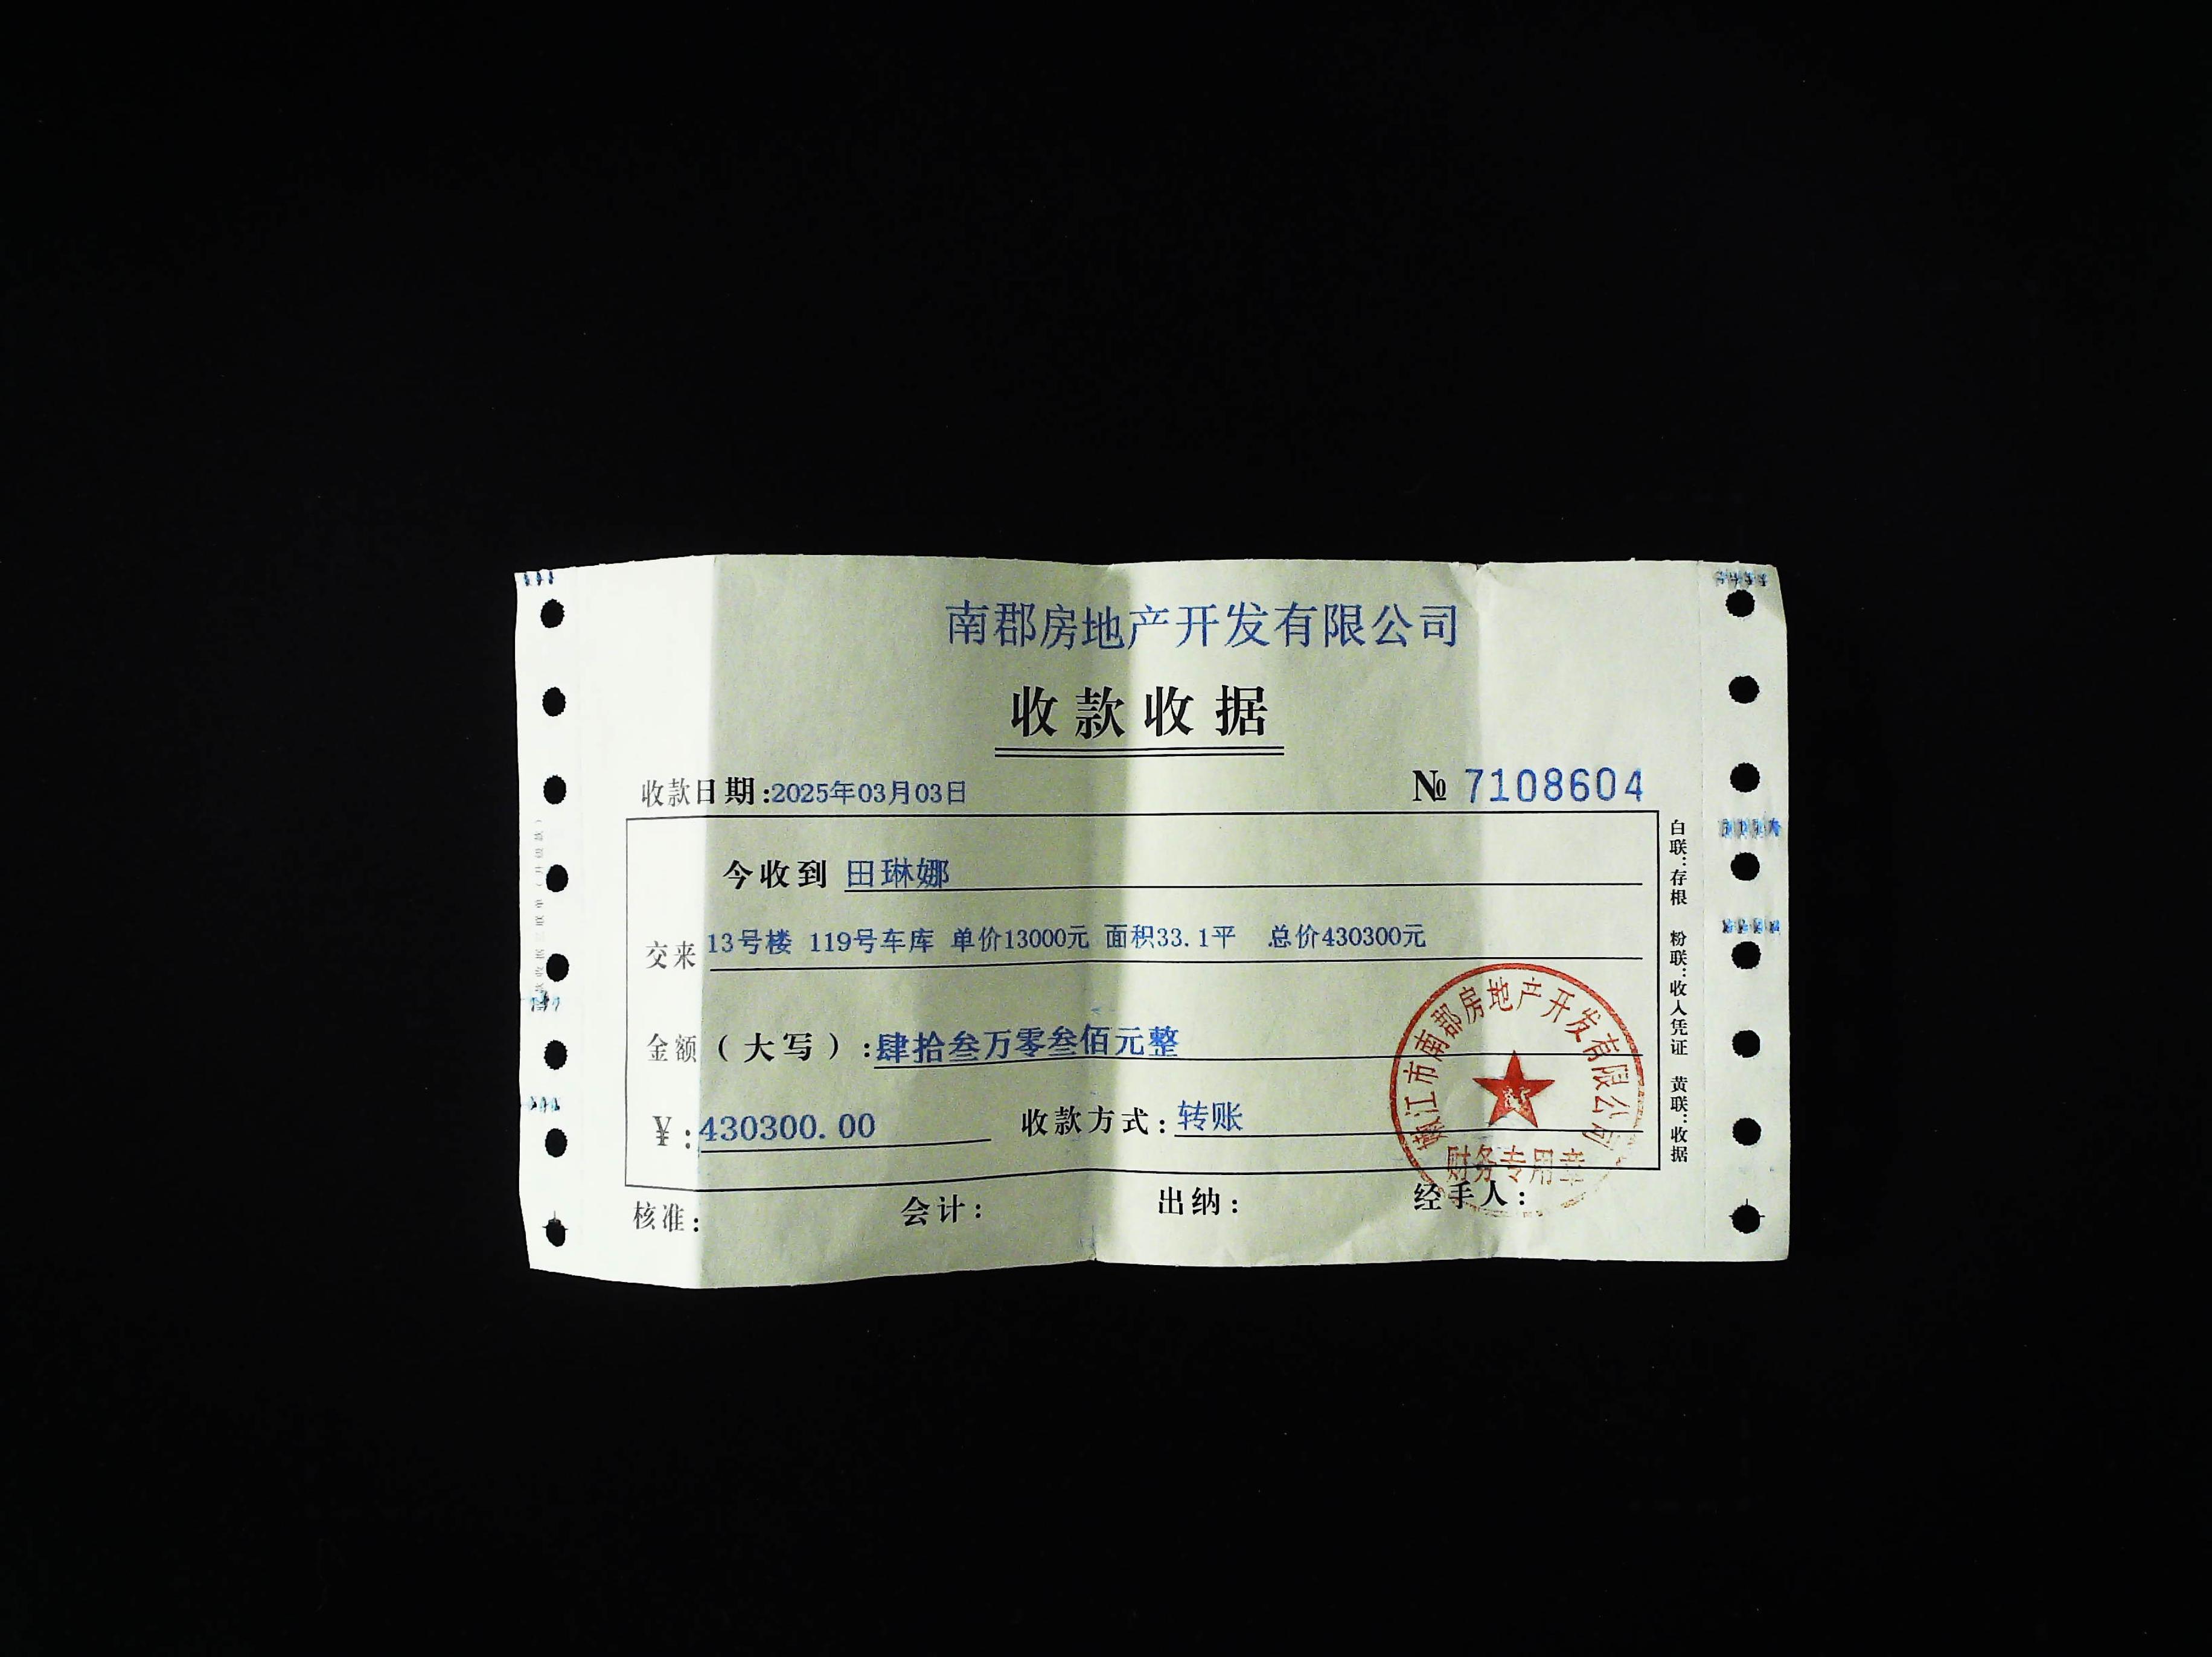 南郡房地产开发有限公司
收款收据
收款日期:2025年03月03日
№ 7108604
今收到 田琳娜
交来 13号楼 119号车库 单价13000元 面积33.1平 总价430300元
金额（大写）:肆拾叁万零叁佰元整
¥:430300.00 收款方式:转账
核准: 会计: 出纳: 经手人:
白联:存根 粉联:收入凭证 黄联:收据
嫩江市南郡房地产开发有限公司
财务专用章